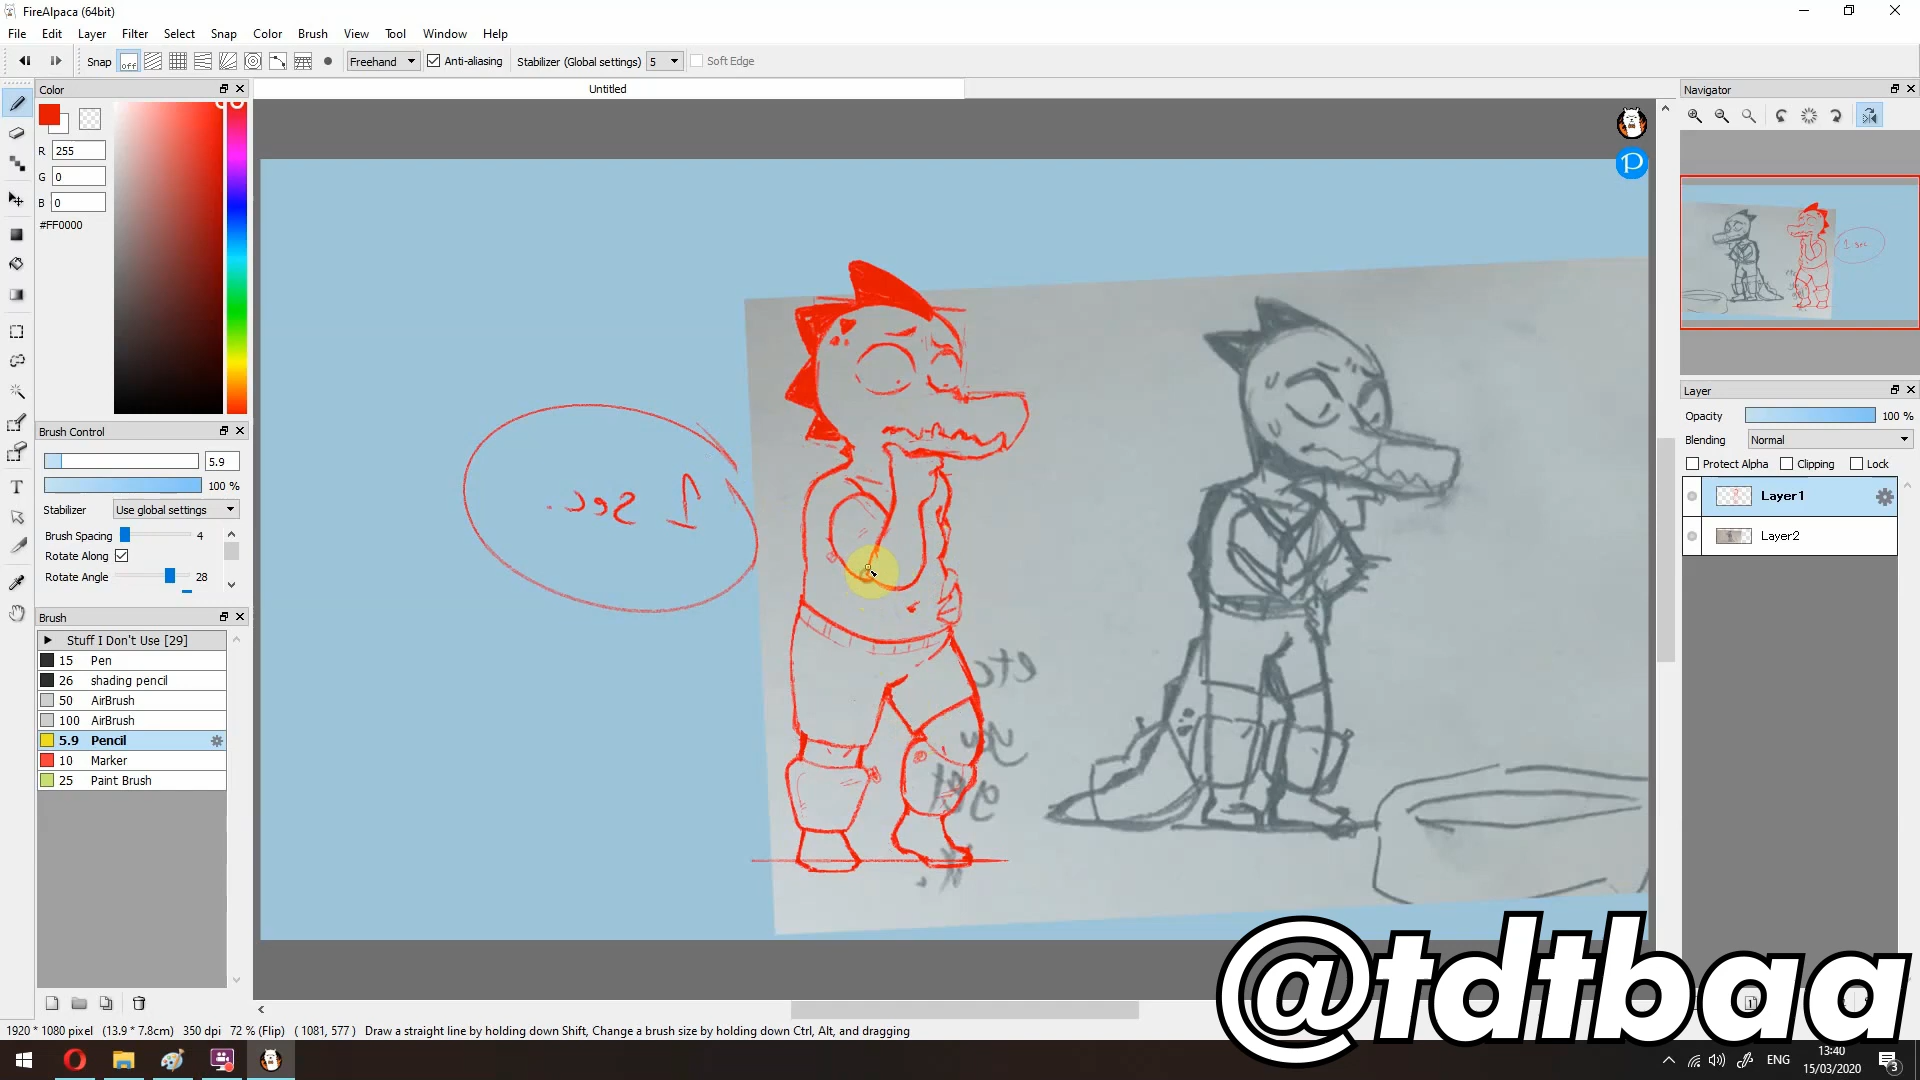 FireAlpaca (64bit)
File Edit Layer Filter Select Snap Color Brush View Tool Window Help
Snap off Freehand Anti-aliasing Stabilizer (Global settings) 5 Soft Edge
Color
Untitled
Navigator
R 255
G 0
B 0
#FF0000
Layer
Opacity 100 %
Brush Control
Blending Normal
5.9
Protect Alpha Clipping Lock
100 %
Layer1
Stabilizer Use global settings
1 sec.
Brush Spacing 4
Layer2
Rotate Along
Rotate Angle 28
Brush
Stuff I Don't Use [29]
15 Pen
etc
26 shading pencil
50 AirBrush
100 AirBrush
5.9 Pencil
10 Marker
25 Paint Brush
@tdtbaa
1920 * 1080 pixel (13.9 * 7.8cm) 350 dpi 72 % (Flip) ( 1081, 577 ) Draw a straight line by holding down Shift, Change a brush size by holding down Ctrl, Alt, and dragging
ENG
13:40
15/03/2020
3